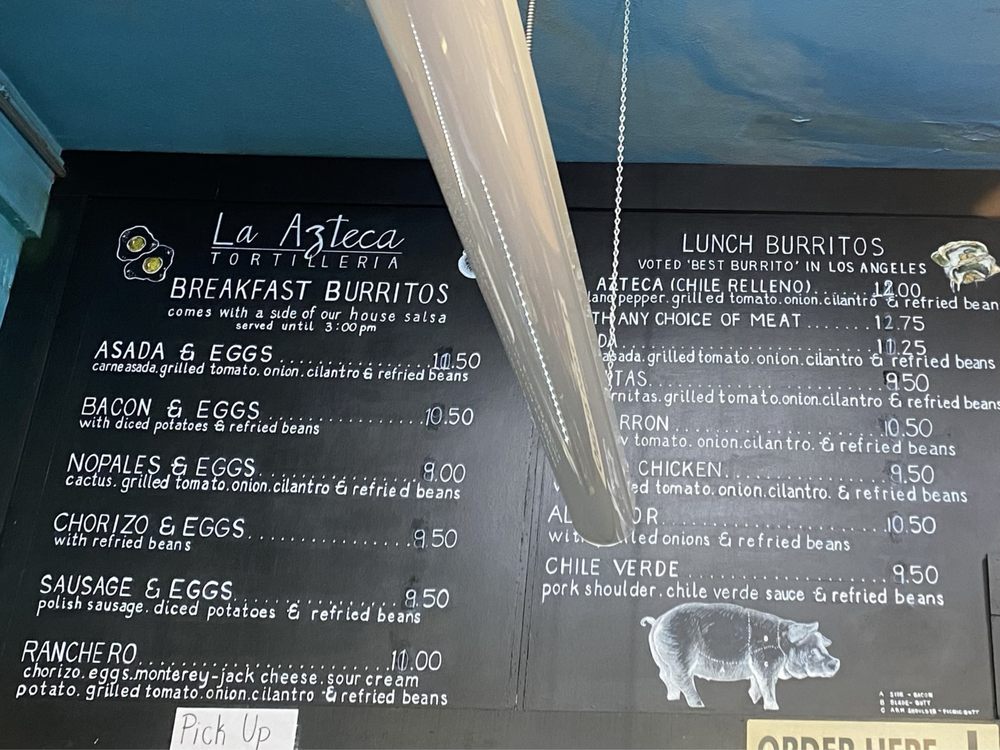 La Azteca
TORTILLERIA
BREAKFAST BURRITOS
comes with a side of our house salsa
served until 3:00pm
ASADA & EGGS..........11.50
carne asada.grilled tomato.onion.cilantro & refried beans
BACON & EGGS..........10.50
with diced potatoes & refried beans
NOPALES & EGGS..........9.00
cactus.grilled tomato.onion.cilantro & refried beans
CHORIZO & EGGS..........9.50
with refried beans
SAUSAGE & EGGS..........9.50
polish sausage.diced potatoes & refried beans
RANCHERO..........11.00
chorizo.eggs.monterey-jack cheese.sour cream
potato.grilled tomato.onion.cilantro & refried beans
Pick Up
LUNCH BURRITOS
VOTED 'BEST BURRITO' IN LOS ANGELES
AZTECA (CHILE RELLENO)......12.00
pepper.grilled tomato.onion.cilantro & refried bean
ANY CHOICE OF MEAT.......12.75
11.25
asada.grilled tomato.onion.cilantro & refried beans
9.50
grilled tomato.onion.cilantro & refried beans
10.50
tomato.onion.cilantro. & refried beans
CHICKEN..........9.50
tomato.onion.cilantro. & refried beans
10.50
onions & refried beans
CHILE VERDE..........9.50
pork shoulder.chile verde sauce & refried beans
ORDER HERE